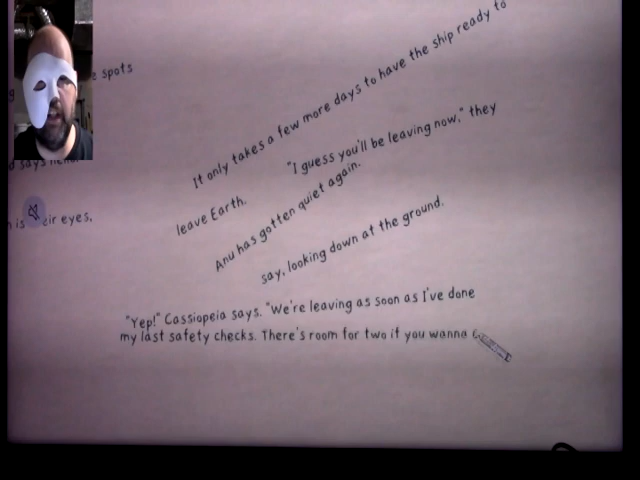 e spots
d says hello.
n is
eir eyes,
It only takes a few more days to have the ship ready to
leave Earth.
"I guess you'll be leaving now," they
Anu has gotten quiet again.
say, looking down at the ground.
"Yep!" Cassiopeia says. "We're leaving as soon as I've done
my last safety checks. There's room for two if you wanna